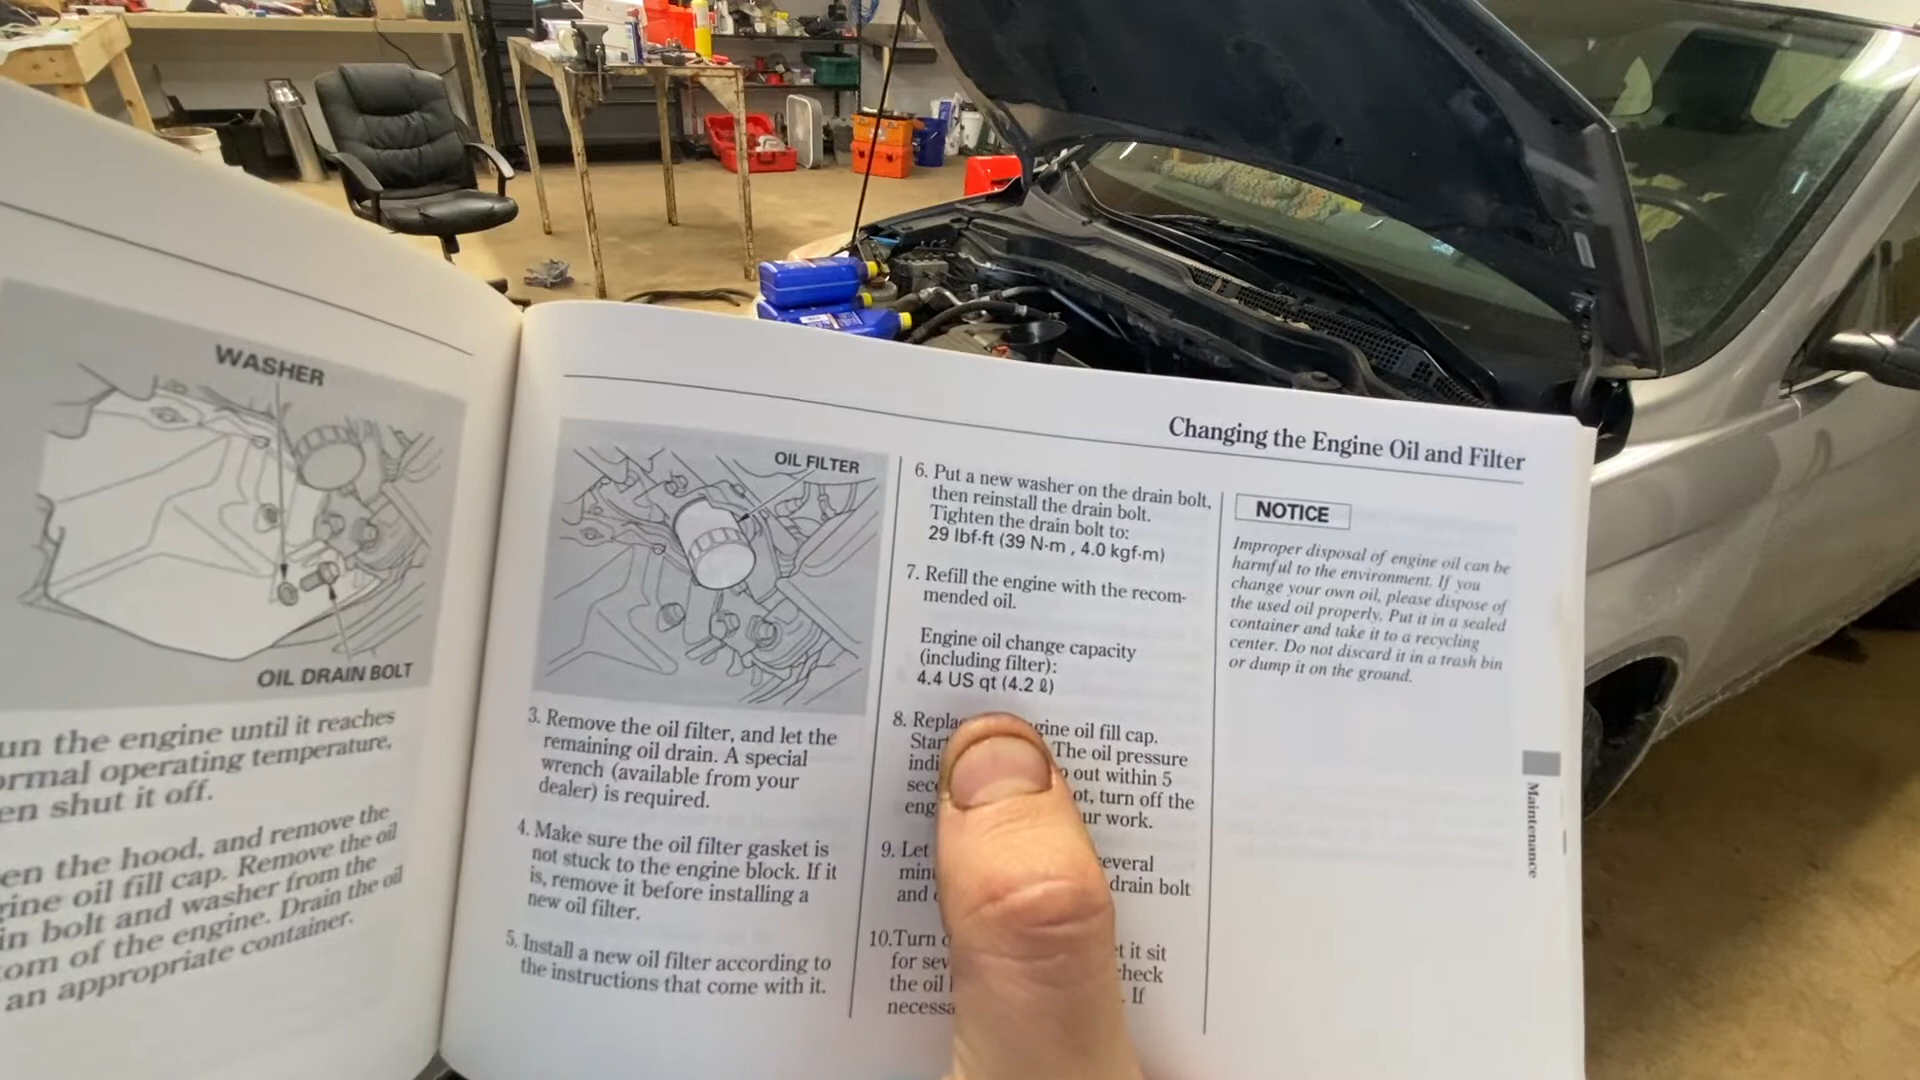 WASHER
OIL DRAIN BOLT
un the engine until it reaches
ormal operating temperature,
en shut it off.
en the hood, and remove the
gine oil fill cap. Remove the oil
in bolt and washer from the
om of the engine. Drain the oil
an appropriate container.
Changing the Engine Oil and Filter
OIL FILTER
3. Remove the oil filter, and let the
remaining oil drain. A special
wrench (available from your
dealer) is required.
4. Make sure the oil filter gasket is
not stuck to the engine block. If it
is, remove it before installing a
new oil filter.
5. Install a new oil filter according to
the instructions that come with it.
6. Put a new washer on the drain bolt,
then reinstall the drain bolt.
Tighten the drain bolt to:
29 lbf·ft (39 N·m , 4.0 kgf·m)
7. Refill the engine with the recom-
mended oil.
Engine oil change capacity
(including filter):
4.4 US qt (4.2 ℓ)
8. Repla gine oil fill cap.
Start The oil pressure
indi o out within 5
sec ot, turn off the
eng ur work.
9. Let several
min drain bolt
and
10.Turn o t it sit
for sev check
the oil . If
necessa
NOTICE
Improper disposal of engine oil can be
harmful to the environment. If you
change your own oil, please dispose of
the used oil properly. Put it in a sealed
container and take it to a recycling
center. Do not discard it in a trash bin
or dump it on the ground.
Maintenance